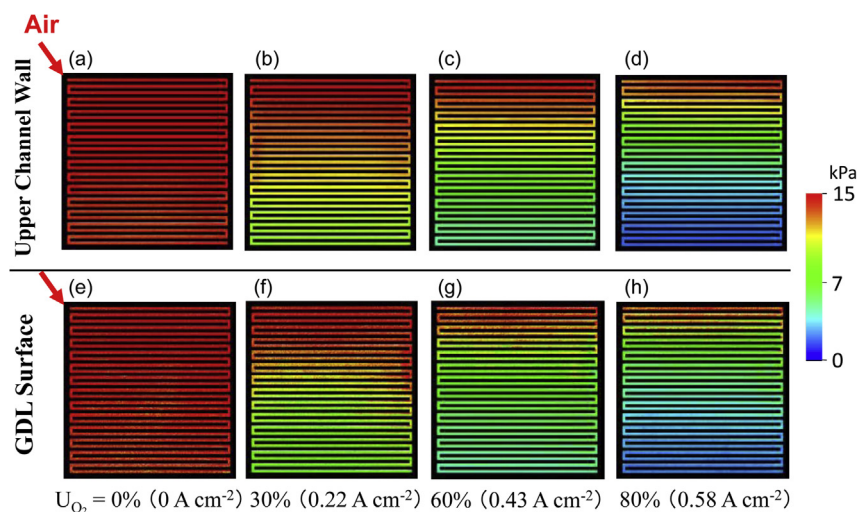 Air
(a) (b) (c) (d)
Upper Channel Wall
kPa
15
7
0
(e) (f) (g) (h)
GDL Surface
U_O₂ = 0% (0 A cm⁻²) 30% (0.22 A cm⁻²) 60% (0.43 A cm⁻²) 80% (0.58 A cm⁻²)